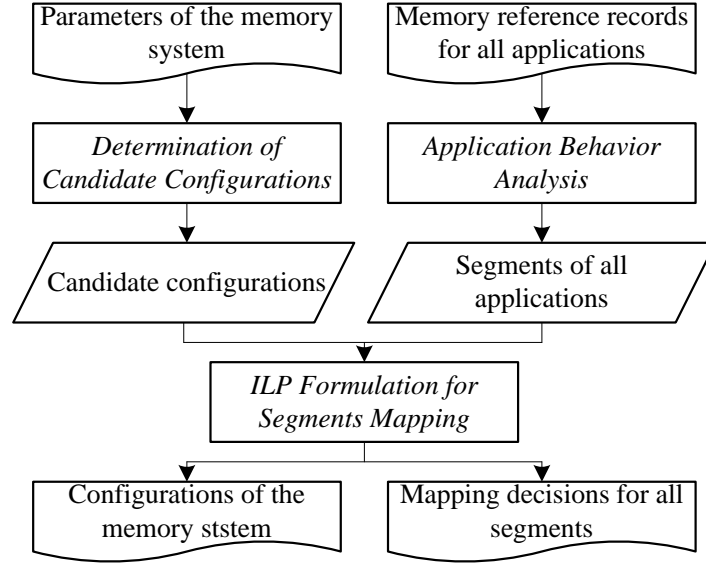 Parameters of the memory
system
Memory reference records
for all applications
Determination of
Candidate Configurations
Application Behavior
Analysis
Candidate configurations
Segments of all
applications
ILP Formulation for
Segments Mapping
Configurations of the
memory ststem
Mapping decisions for all
segments